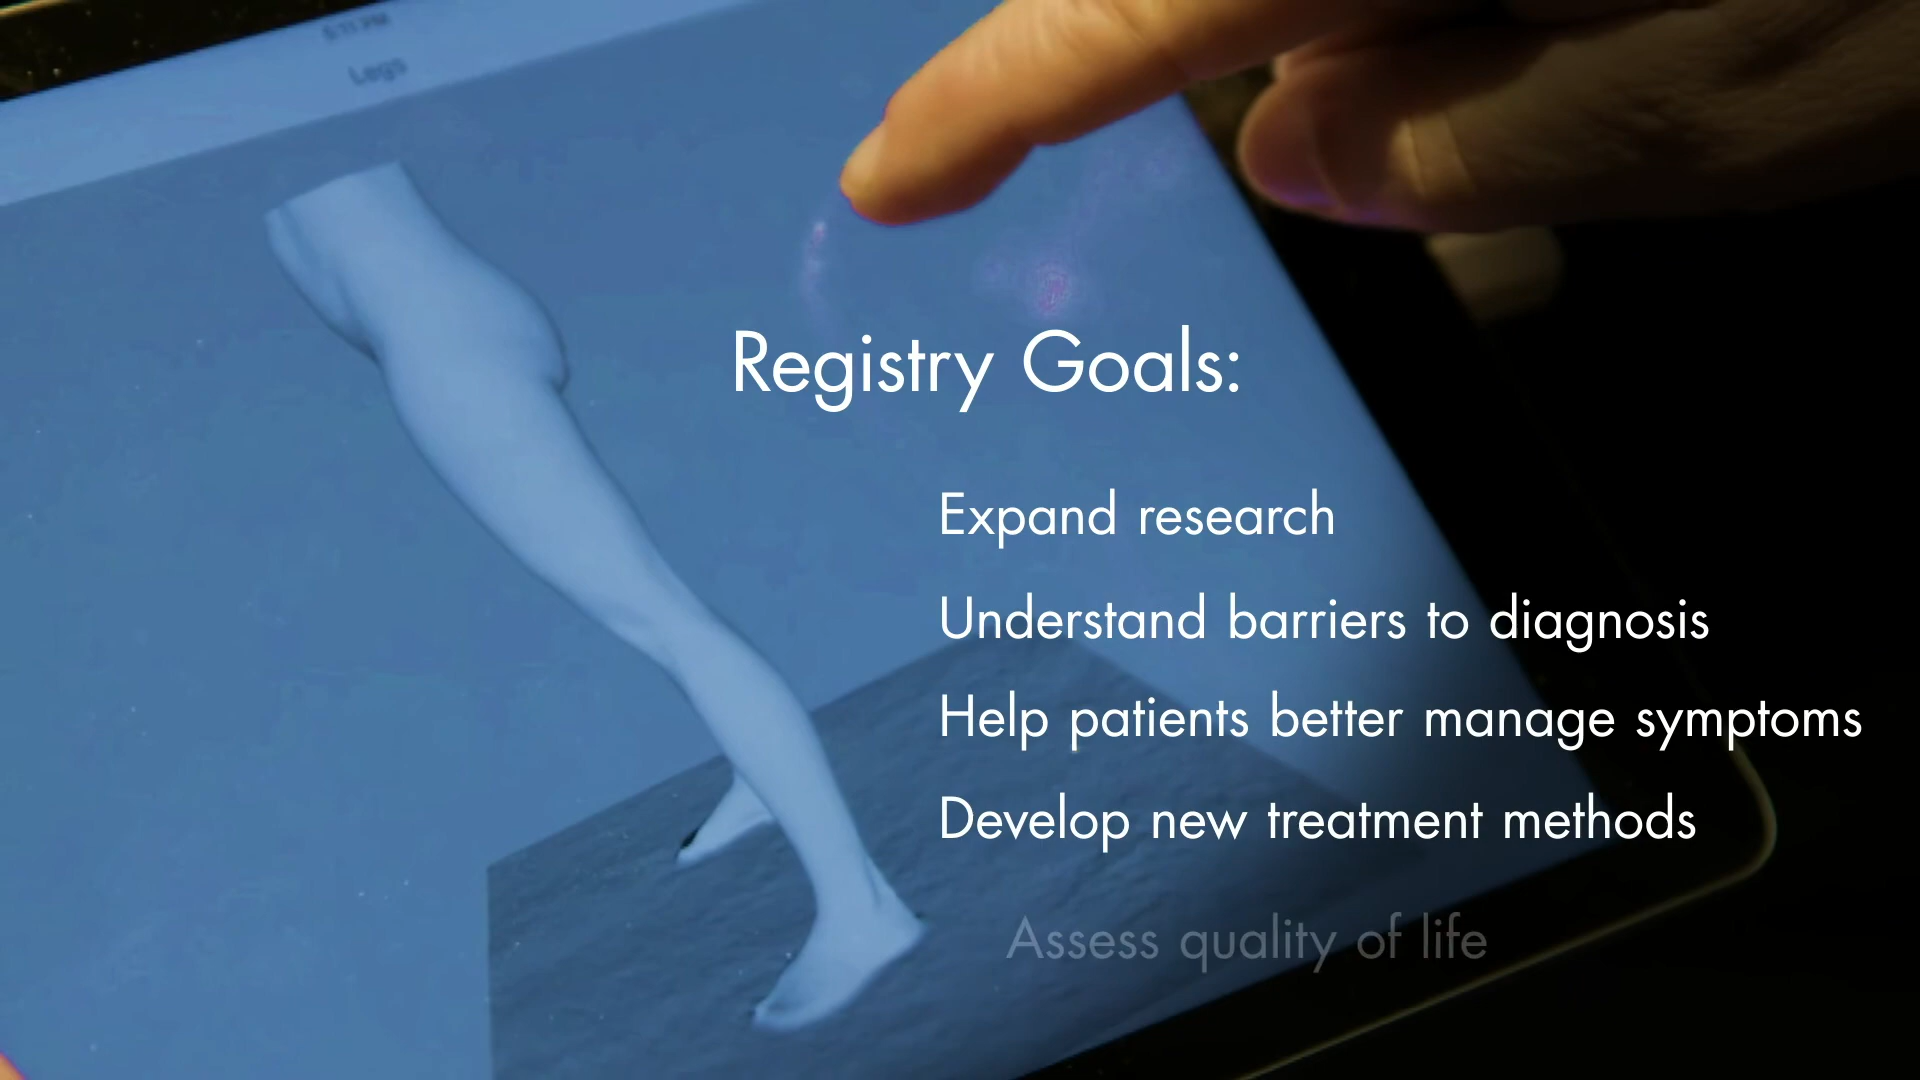 Legs
Registry Goals:
Expand research
Understand barriers to diagnosis
Help patients better manage symptoms
Develop new treatment methods
Assess quality of life